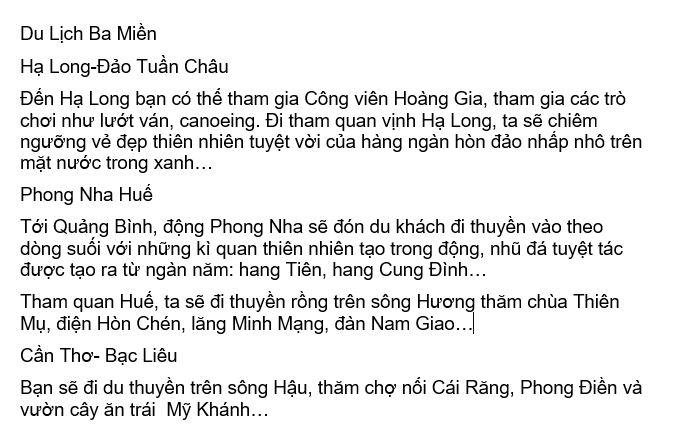 Du Lịch Ba Miền
Hạ Long-Đảo Tuần Châu
Đến Hạ Long bạn có thể tham gia Công viên Hoàng Gia, tham gia các trò
chơi như lướt ván, canoeing. Đi tham quan vịnh Hạ Long, ta sẽ chiêm
ngưỡng vẻ đẹp thiên nhiên tuyệt vời của hàng ngàn hòn đảo nhấp nhô trên
mặt nước trong xanh…
Phong Nha Huế
Tới Quảng Bình, động Phong Nha sẽ đón du khách đi thuyền vào theo
dòng suối với những kì quan thiên nhiên tạo trong động, nhũ đá tuyệt tác
được tạo ra từ ngàn năm: hang Tiên, hang Cung Đình…
Tham quan Huế, ta sẽ đi thuyền rồng trên sông Hương thăm chùa Thiên
Mụ, điện Hòn Chén, lăng Minh Mạng, đàn Nam Giao…
Cần Thơ- Bạc Liêu
Bạn sẽ đi du thuyền trên sông Hậu, thăm chợ nối Cái Răng, Phong Điền và
vườn cây ăn trái  Mỹ Khánh…